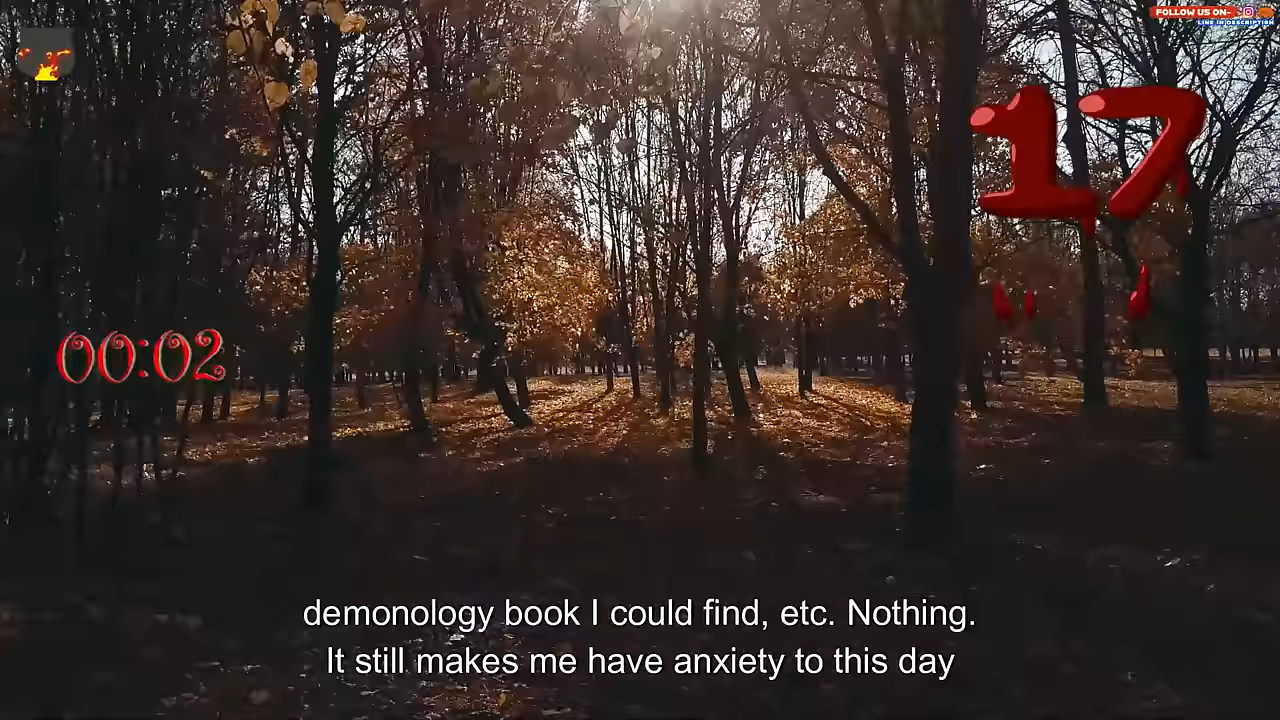 FOLLOW US ON-
LINK IN DESCRIPTION
17
00:02
demonology book I could find, etc. Nothing.
It still makes me have anxiety to this day